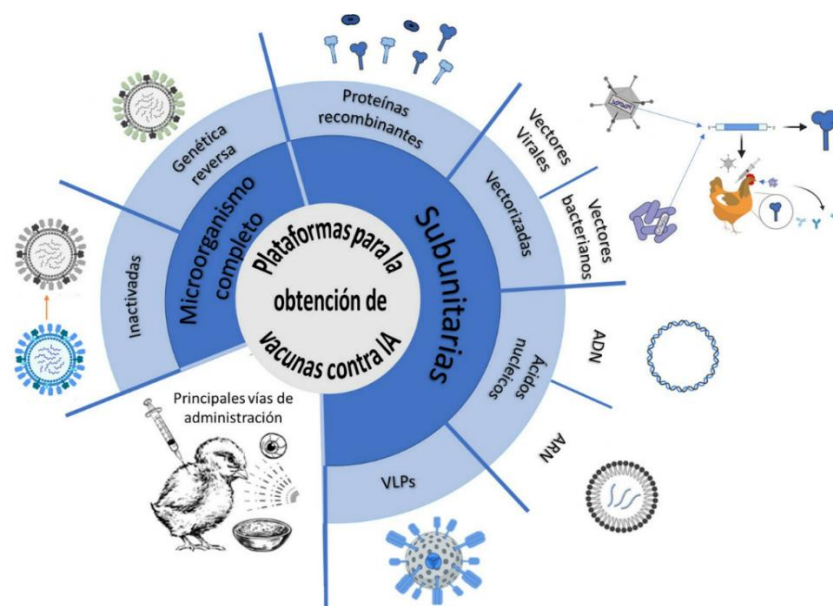 Plataformas para la
obtención de
vacunas contra IA
Microorganismo
completo
Inactivadas
Genética
reversa
Subunitarias
Proteínas
recombinantes
Vectorizadas
Vectores
Virales
Vectores
bacterianos
Ácidos
nucleicos
ADN
ARN
VLPs
Principales vías de
administración